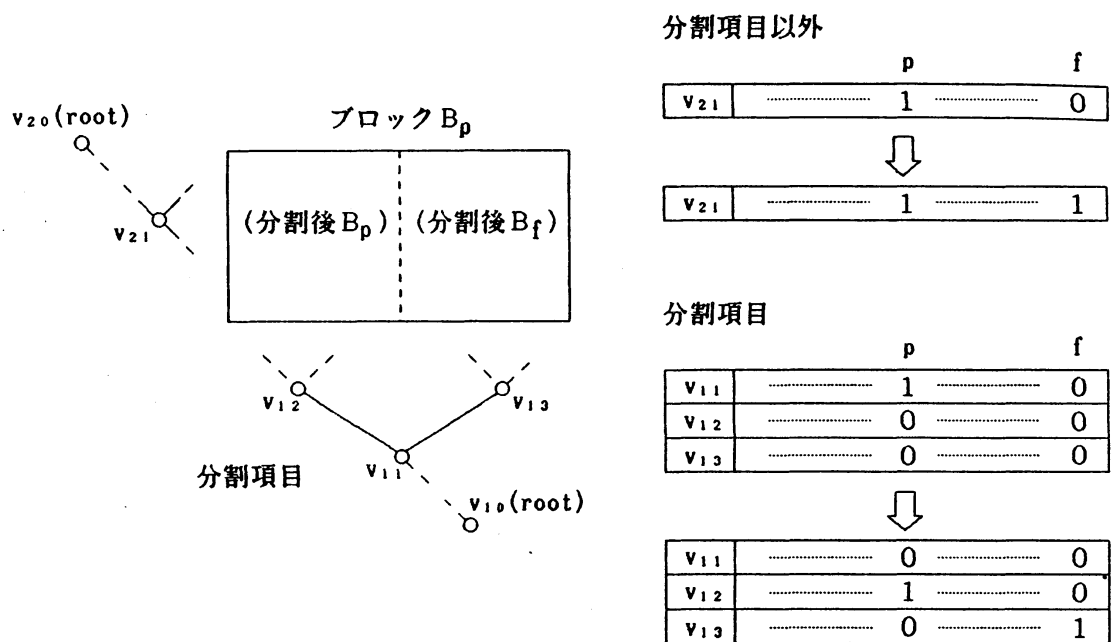 v₂₀(root)
v₂₁
ブロックBₚ
(分割後Bₚ)
(分割後B_f)
v₁₂
v₁₃
v₁₁
分割項目
v₁₀(root)
分割項目以外
p f
v₂₁ 1 0
v₂₁ 1 1
分割項目
p f
v₁₁ 1 0
v₁₂ 0 0
v₁₃ 0 0
v₁₁ 0 0
v₁₂ 1 0
v₁₃ 0 1